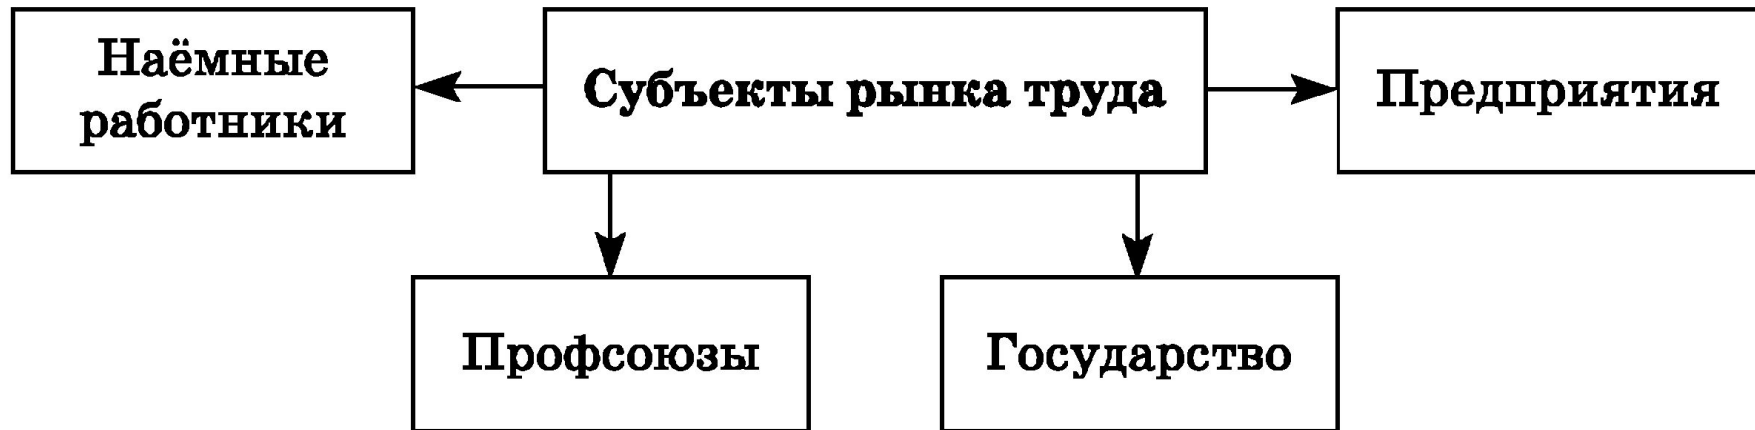 Наёмные
работники
Субъекты рынка труда
Предприятия
Профсоюзы
Государство